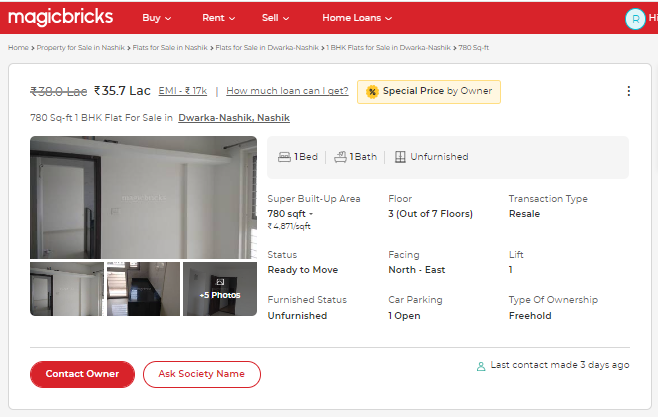 magicbricks Buy Rent Sell Home Loans R Hi
Home > Property for Sale in Nashik > Flats for Sale in Nashik > Flats for Sale in Dwarka-Nashik > 1 BHK Flats for Sale in Dwarka-Nashik > 780 Sq-ft
₹38.0 Lac ₹35.7 Lac EMI - ₹ 17k | How much loan can I get? % Special Price by Owner
780 Sq-ft 1 BHK Flat For Sale in Dwarka-Nashik, Nashik
magicbricks
+5 Photos
1 Bed 1 Bath Unfurnished
Super Built-Up Area Floor Transaction Type
780 sqft 3 (Out of 7 Floors) Resale
₹ 4,871/sqft
Status Facing Lift
Ready to Move North - East 1
Furnished Status Car Parking Type Of Ownership
Unfurnished 1 Open Freehold
Contact Owner Ask Society Name Last contact made 3 days ago